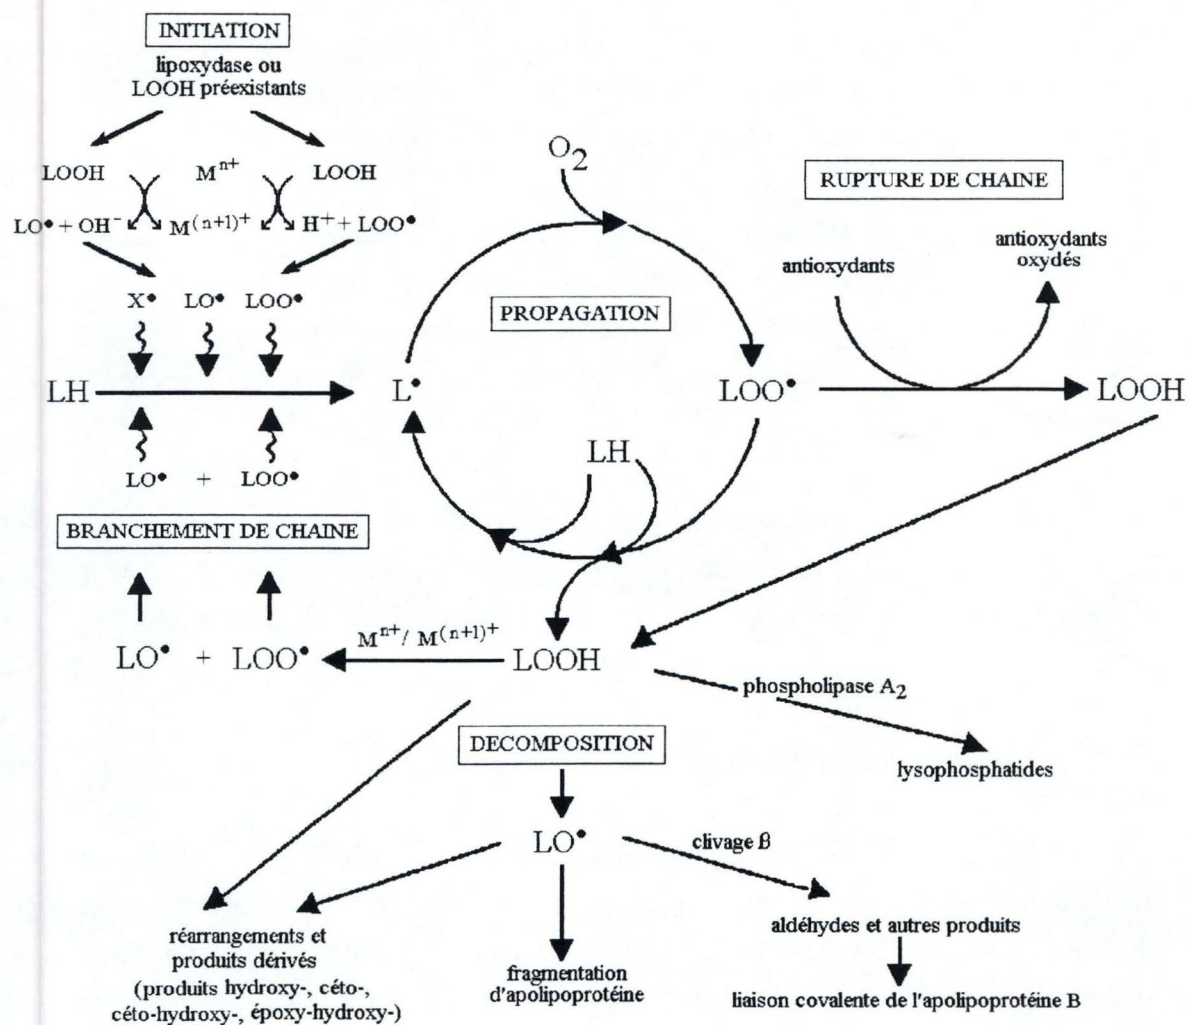 INITIATION
lipoxydase ou
LOOH préexistants
LOOH M^n+ LOOH
LO• + OH⁻ M^(n+1)+ H⁺ + LOO•
X• LO• LOO•
LH
LO• + LOO•
BRANCHEMENT DE CHAINE
LO• + LOO•
M^n+/ M^(n+1)+
O₂
PROPAGATION
L•
LOO•
LH
LOOH
RUPTURE DE CHAINE
antioxydants
antioxydants
oxydés
LOOH
phospholipase A₂
lysophosphatides
DECOMPOSITION
LO•
clivage β
réarrangements et
produits dérivés
(produits hydroxy-, céto-,
céto-hydroxy-, époxy-hydroxy-)
fragmentation
d'apolipoprotéine
aldéhydes et autres produits
liaison covalente de l'apolipoprotéine B